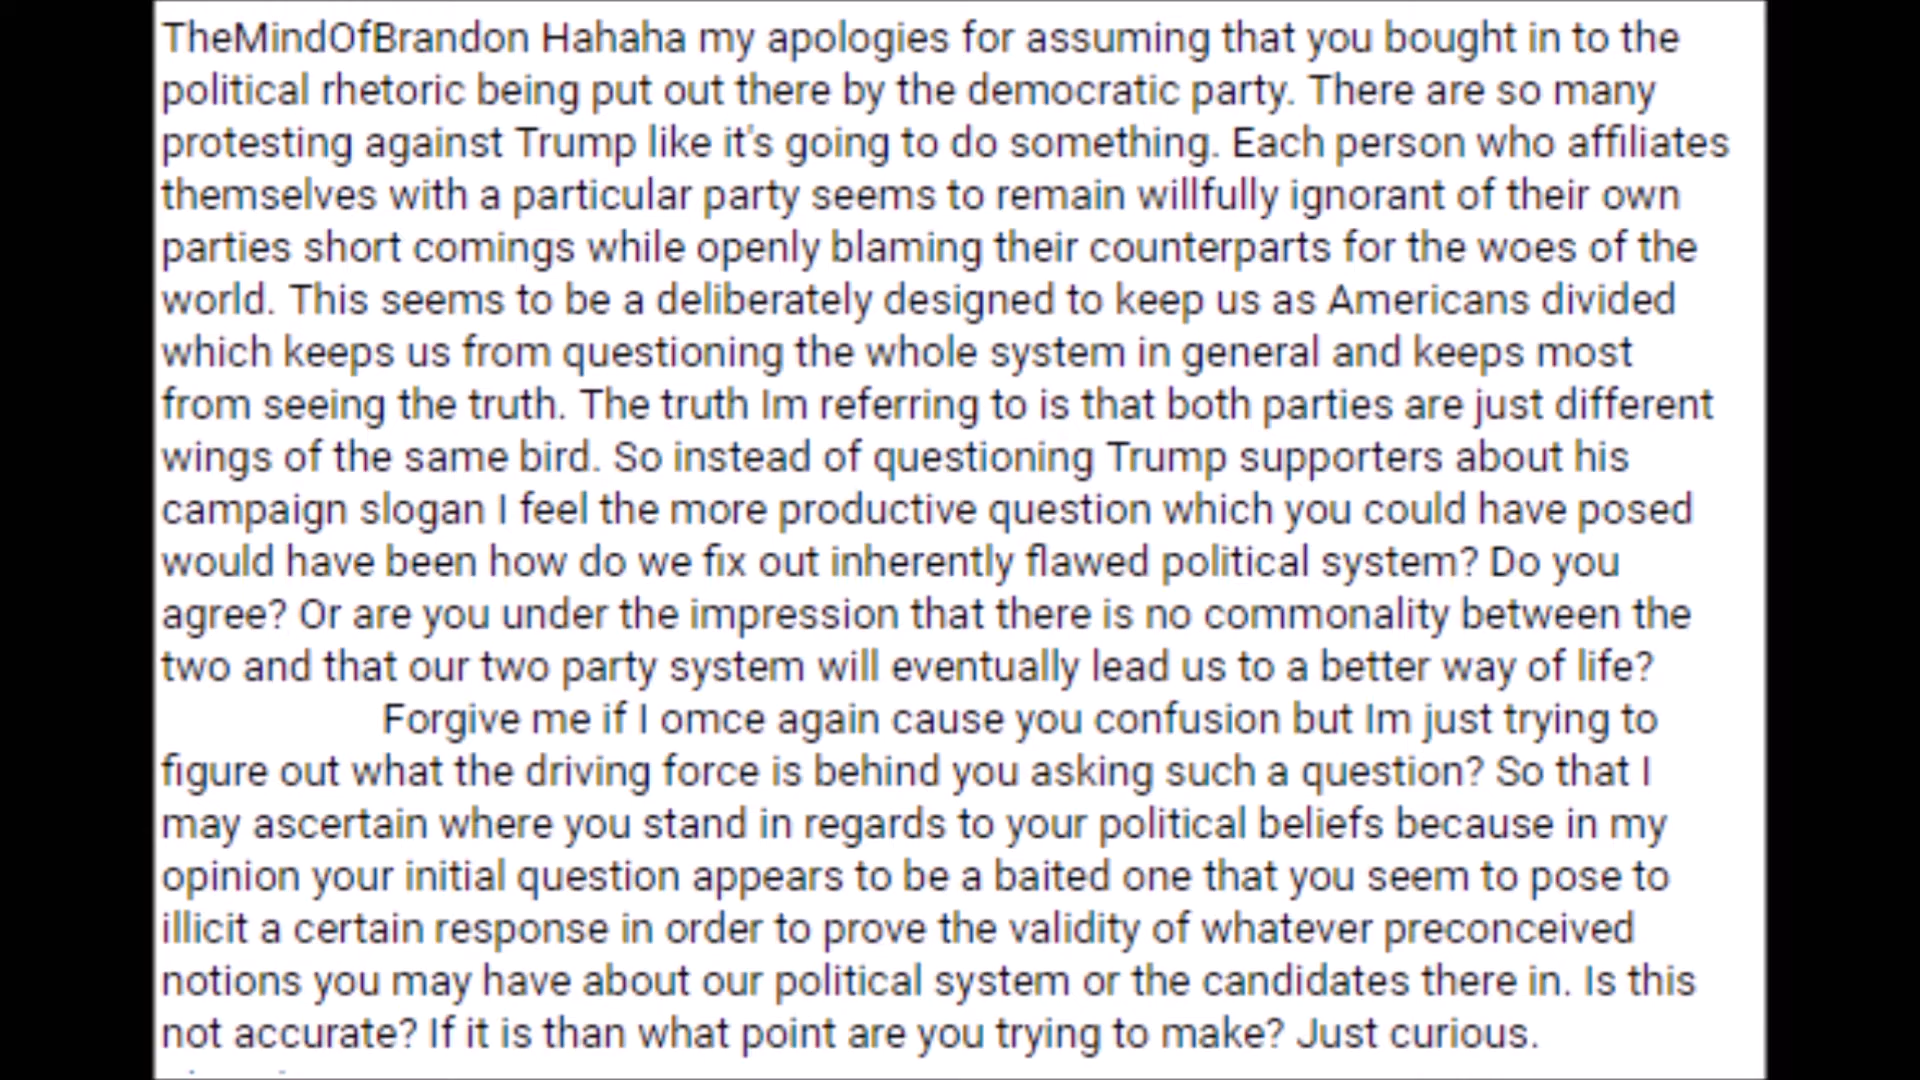 TheMindOfBrandon Hahaha my apologies for assuming that you bought in to the
political rhetoric being put out there by the democratic party. There are so many
protesting against Trump like it's going to do something. Each person who affiliates
themselves with a particular party seems to remain willfully ignorant of their own
parties short comings while openly blaming their counterparts for the woes of the
world. This seems to be a deliberately designed to keep us as Americans divided
which keeps us from questioning the whole system in general and keeps most
from seeing the truth. The truth Im referring to is that both parties are just different
wings of the same bird. So instead of questioning Trump supporters about his
campaign slogan I feel the more productive question which you could have posed
would have been how do we fix out inherently flawed political system? Do you
agree? Or are you under the impression that there is no commonality between the
two and that our two party system will eventually lead us to a better way of life?
Forgive me if I omce again cause you confusion but Im just trying to
figure out what the driving force is behind you asking such a question? So that I
may ascertain where you stand in regards to your political beliefs because in my
opinion your initial question appears to be a baited one that you seem to pose to
illicit a certain response in order to prove the validity of whatever preconceived
notions you may have about our political system or the candidates there in. Is this
not accurate? If it is than what point are you trying to make? Just curious.